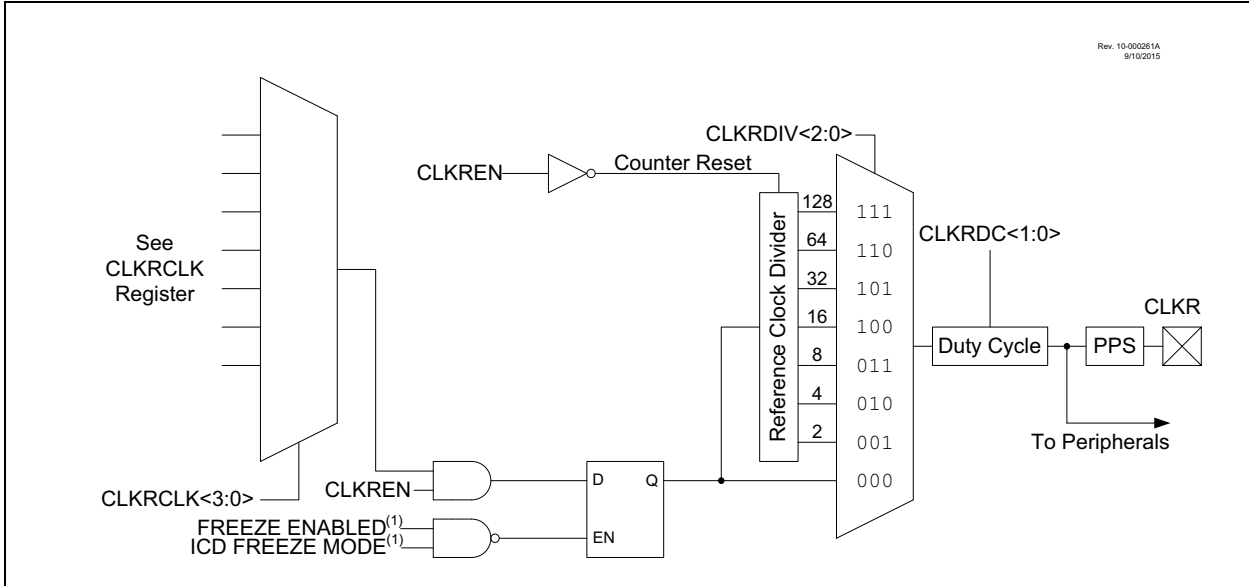 Rev. 10-000261A
9/10/2015
CLKRDIV<2:0>
CLKREN
Counter Reset
See
CLKRCLK
Register
Reference Clock Divider
128
64
32
16
8
4
2
111
110
101
100
011
010
001
000
CLKRDC<1:0>
Duty Cycle
PPS
CLKR
To Peripherals
CLKRCLK<3:0>
CLKREN
FREEZE ENABLED(1)
ICD FREEZE MODE(1)
D
Q
EN